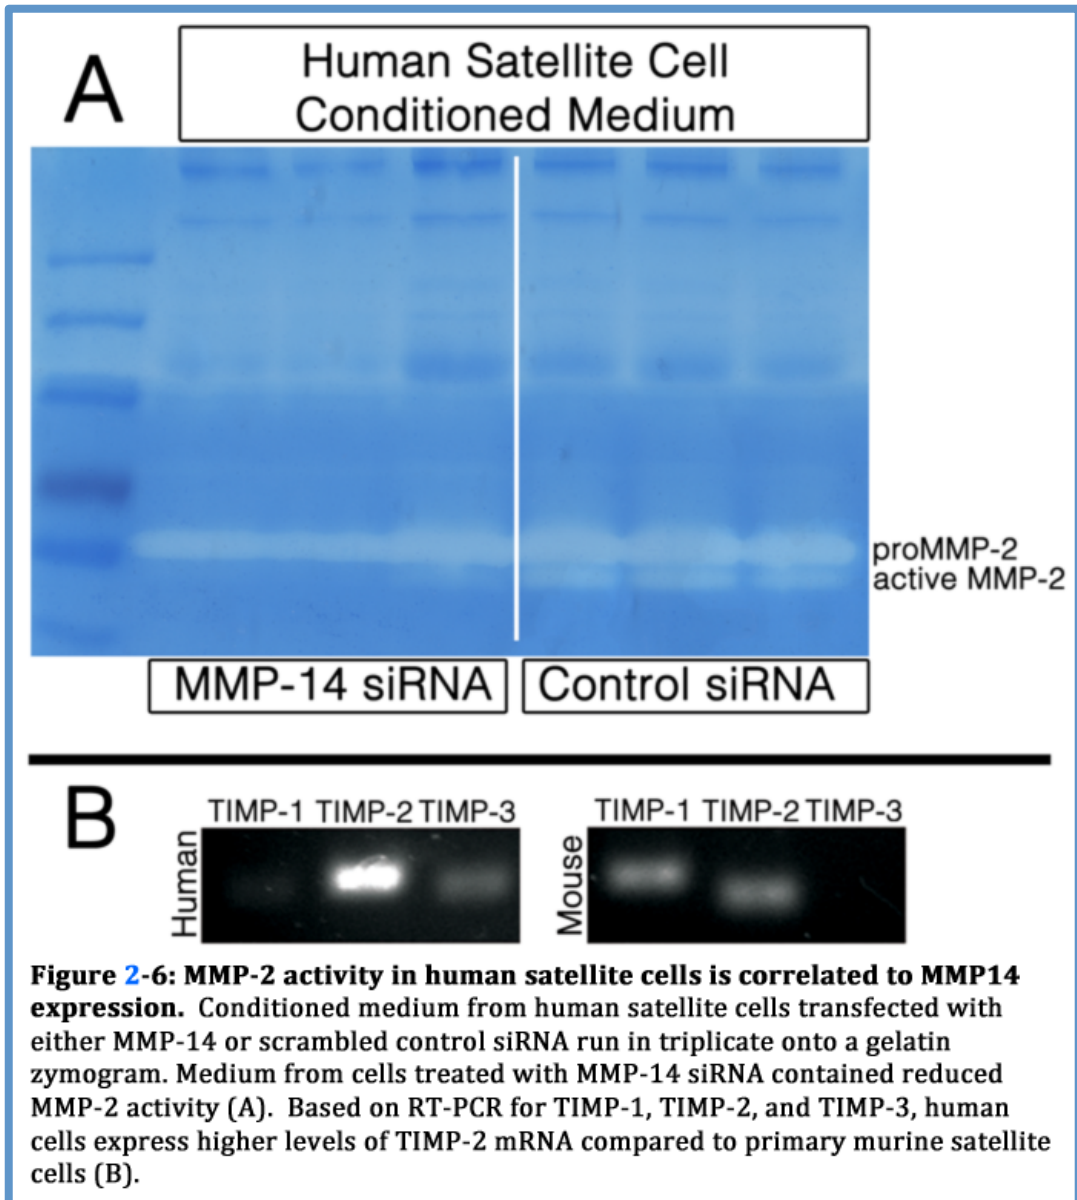 A
Human Satellite Cell
Conditioned Medium
proMMP-2
active MMP-2
MMP-14 siRNA
Control siRNA
B
TIMP-1 TIMP-2 TIMP-3
Human
TIMP-1 TIMP-2 TIMP-3
Mouse
Figure 2-6: MMP-2 activity in human satellite cells is correlated to MMP14
expression. Conditioned medium from human satellite cells transfected with
either MMP-14 or scrambled control siRNA run in triplicate onto a gelatin
zymogram. Medium from cells treated with MMP-14 siRNA contained reduced
MMP-2 activity (A). Based on RT-PCR for TIMP-1, TIMP-2, and TIMP-3, human
cells express higher levels of TIMP-2 mRNA compared to primary murine satellite
cells (B).